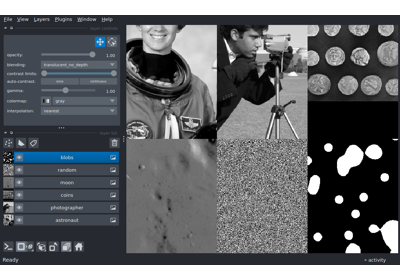 File View Layers Plugins Window Help
opacity: 1.00
blending: translucent_no_depth
contrast limits:
auto-contrast: once continuous
gamma: 1.00
colormap: gray
interpolation: nearest
blobs
random
moon
coins
photographer
astronaut
Ready
activity